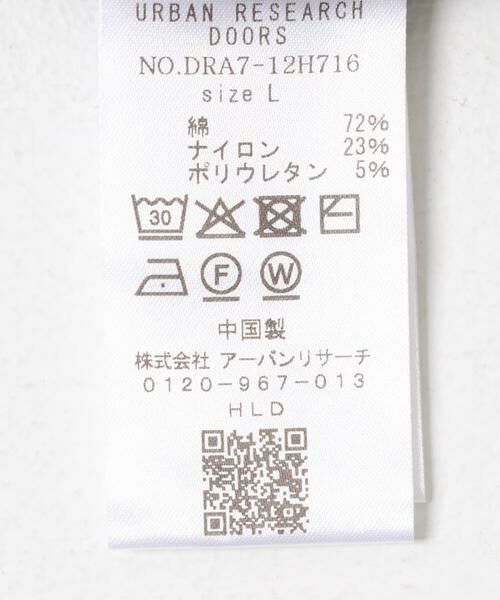 URBAN RESEARCH
DOORS
NO.DRA7-12H716
size L
綿 72%
ナイロン 23%
ポリウレタン 5%
30
F W
中国製
株式会社 アーバンリサーチ
0120-967-013
HLD